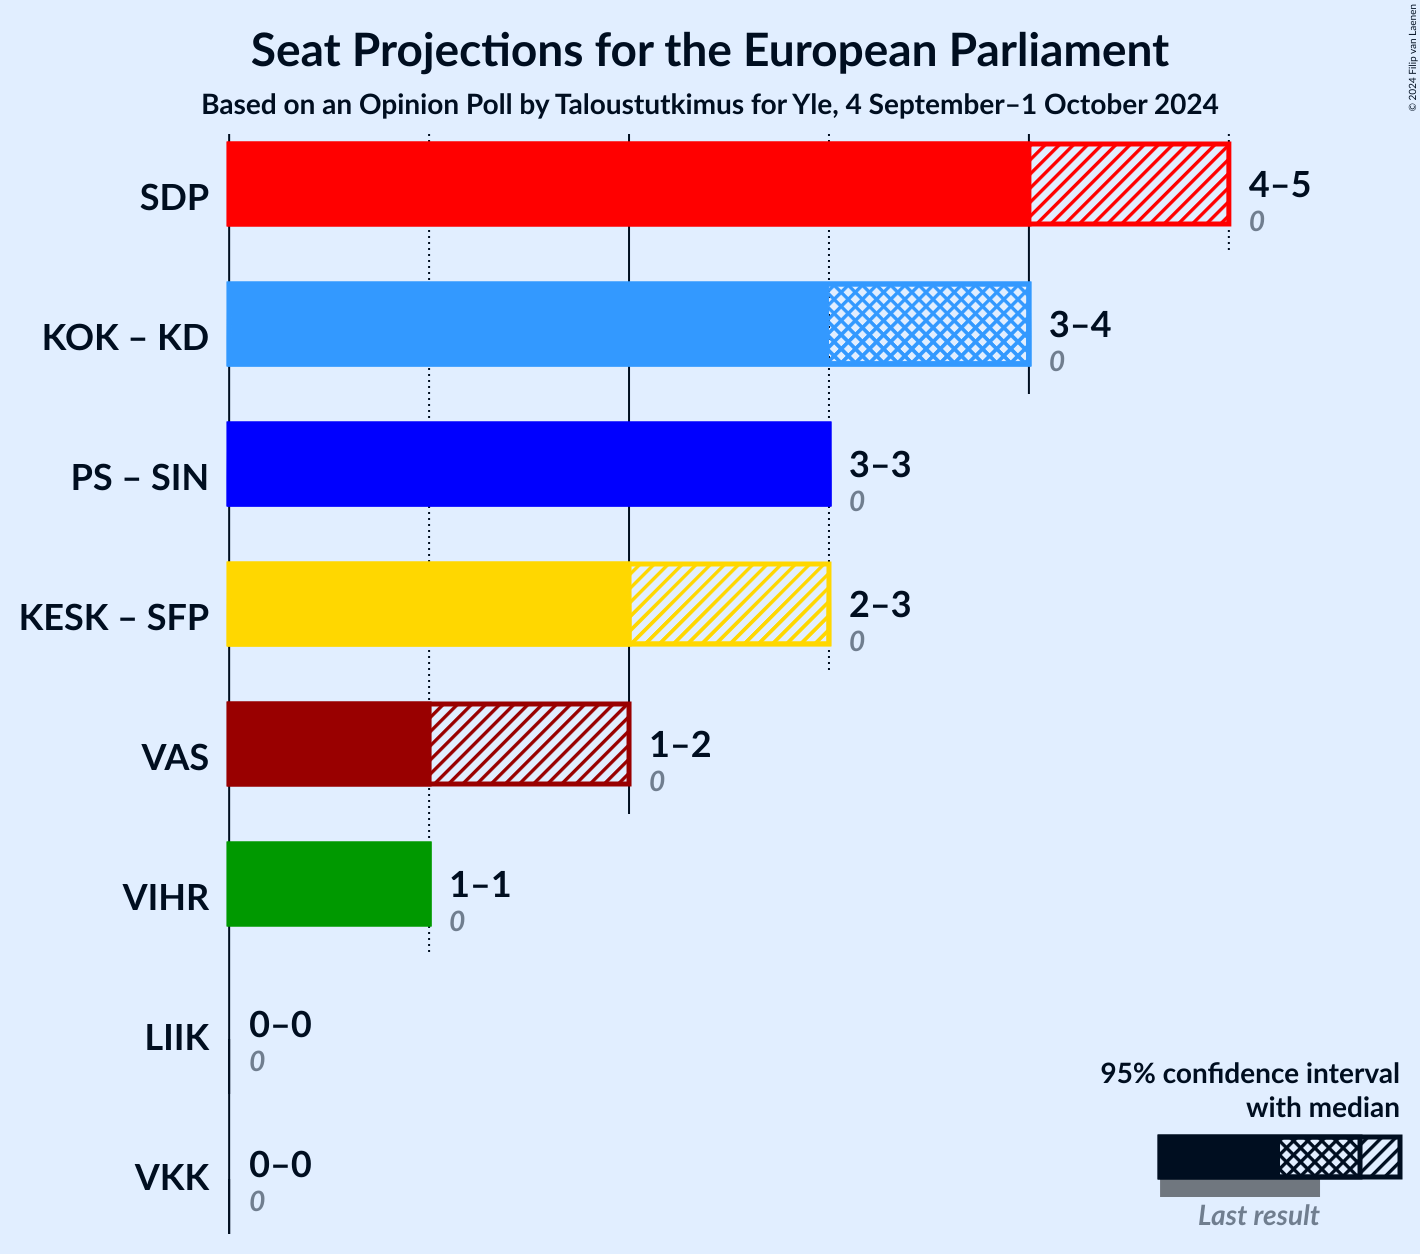 Seat Projections for the European Parliament
Based on an Opinion Poll by Taloustutkimus for Yle, 4 September–1 October 2024
© 2024 Filip van Laenen
SDP
4–5
0
KOK – KD
3–4
0
PS – SIN
3–3
0
KESK – SFP
2–3
0
VAS
1–2
0
VIHR
1–1
0
LIIK
0–0
0
VKK
0–0
0
95% confidence interval
with median
Last result